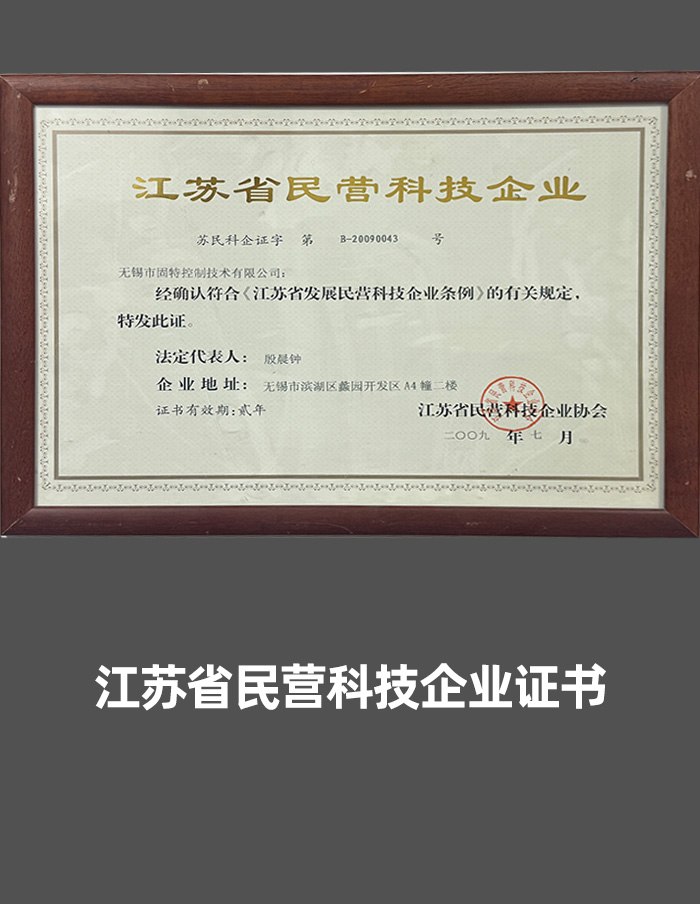 江苏省民营科技企业
苏民科企证字 第 B-20090043 号
无锡市固特控制技术有限公司:
经确认符合《江苏省发展民营科技企业条例》的有关规定,
特发此证。
法定代表人: 殷晨钟
企业地址: 无锡市滨湖区蠡园开发区A4幢二楼
证书有效期:贰年
江苏省民营科技企业协会
二〇〇九 年 七 月
江苏省民营科技企业证书